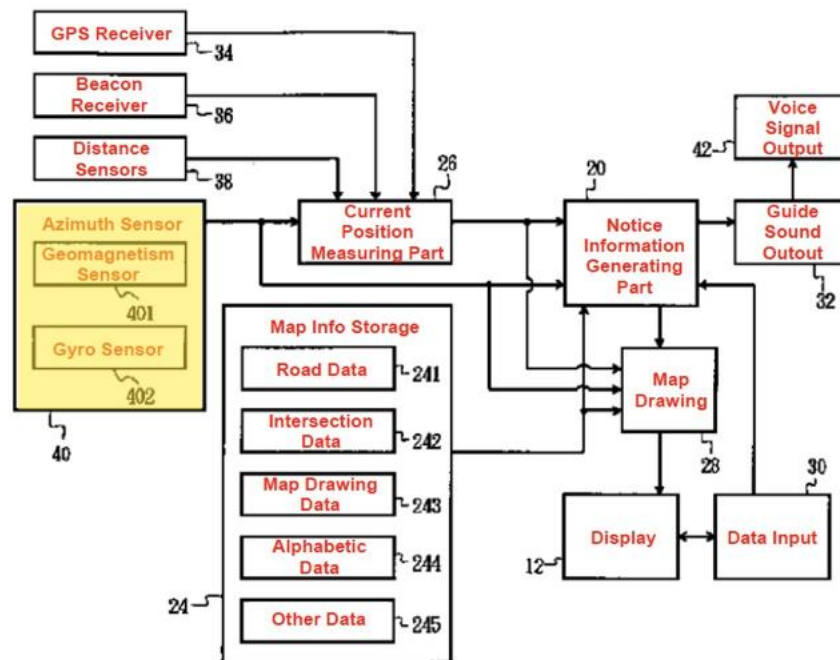 GPS Receiver
34
Beacon
Receiver
36
Distance
Sensors
38
Azimuth Sensor
Geomagnetism
Sensor
401
Gyro Sensor
402
40
26
Current
Position
Measuring Part
20
Notice
Information
Generating
Part
Voice
Signal
Output
42
Guide
Sound
Outout
32
Map Info Storage
Road Data
241
Intersection
Data
242
Map Drawing
Data
243
Alphabetic
Data
244
Other Data
245
24
Map
Drawing
28
Display
12
30
Data Input